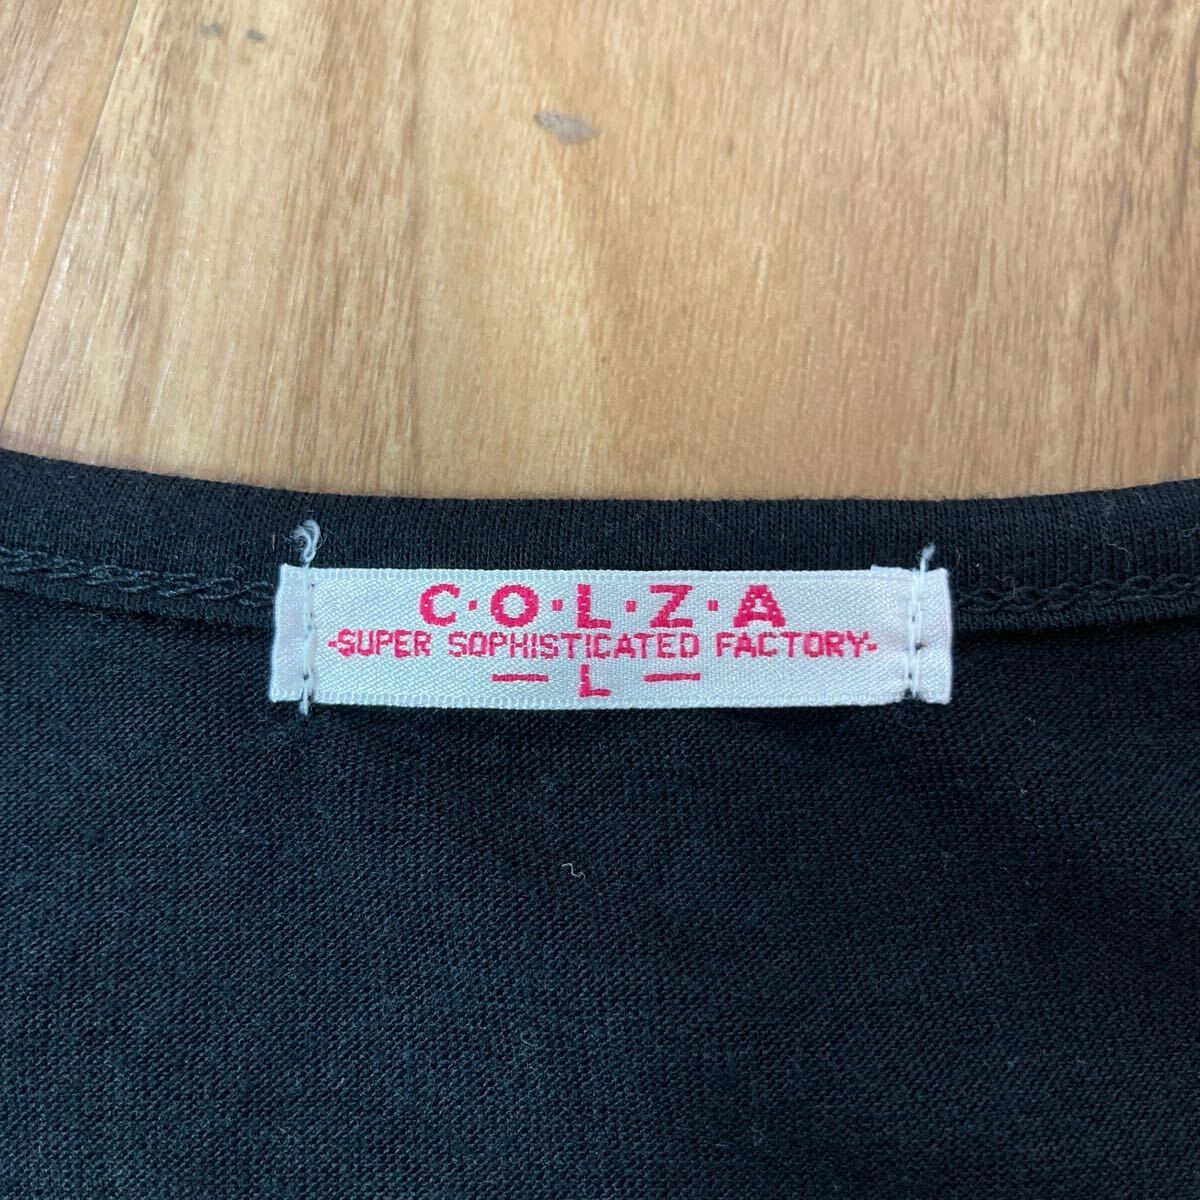 C·O·L·Z·A
-SUPER SOPHISTICATED FACTORY-
— L —